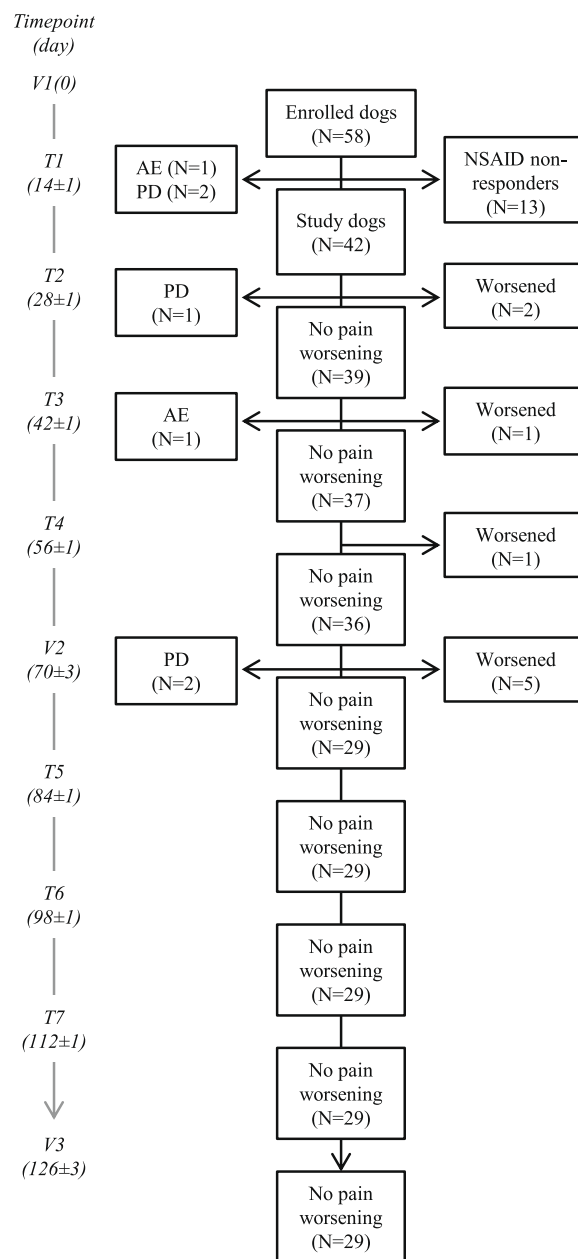 Timepoint
(day)
V1(0)
Enrolled dogs
(N=58)
T1
(14±1)
AE (N=1)
PD (N=2)
NSAID non-
responders
(N=13)
Study dogs
(N=42)
T2
(28±1)
PD
(N=1)
Worsened
(N=2)
No pain
worsening
(N=39)
T3
(42±1)
AE
(N=1)
Worsened
(N=1)
No pain
worsening
(N=37)
T4
(56±1)
Worsened
(N=1)
No pain
worsening
(N=36)
V2
(70±3)
PD
(N=2)
Worsened
(N=5)
No pain
worsening
(N=29)
T5
(84±1)
No pain
worsening
(N=29)
T6
(98±1)
No pain
worsening
(N=29)
T7
(112±1)
No pain
worsening
(N=29)
V3
(126±3)
No pain
worsening
(N=29)